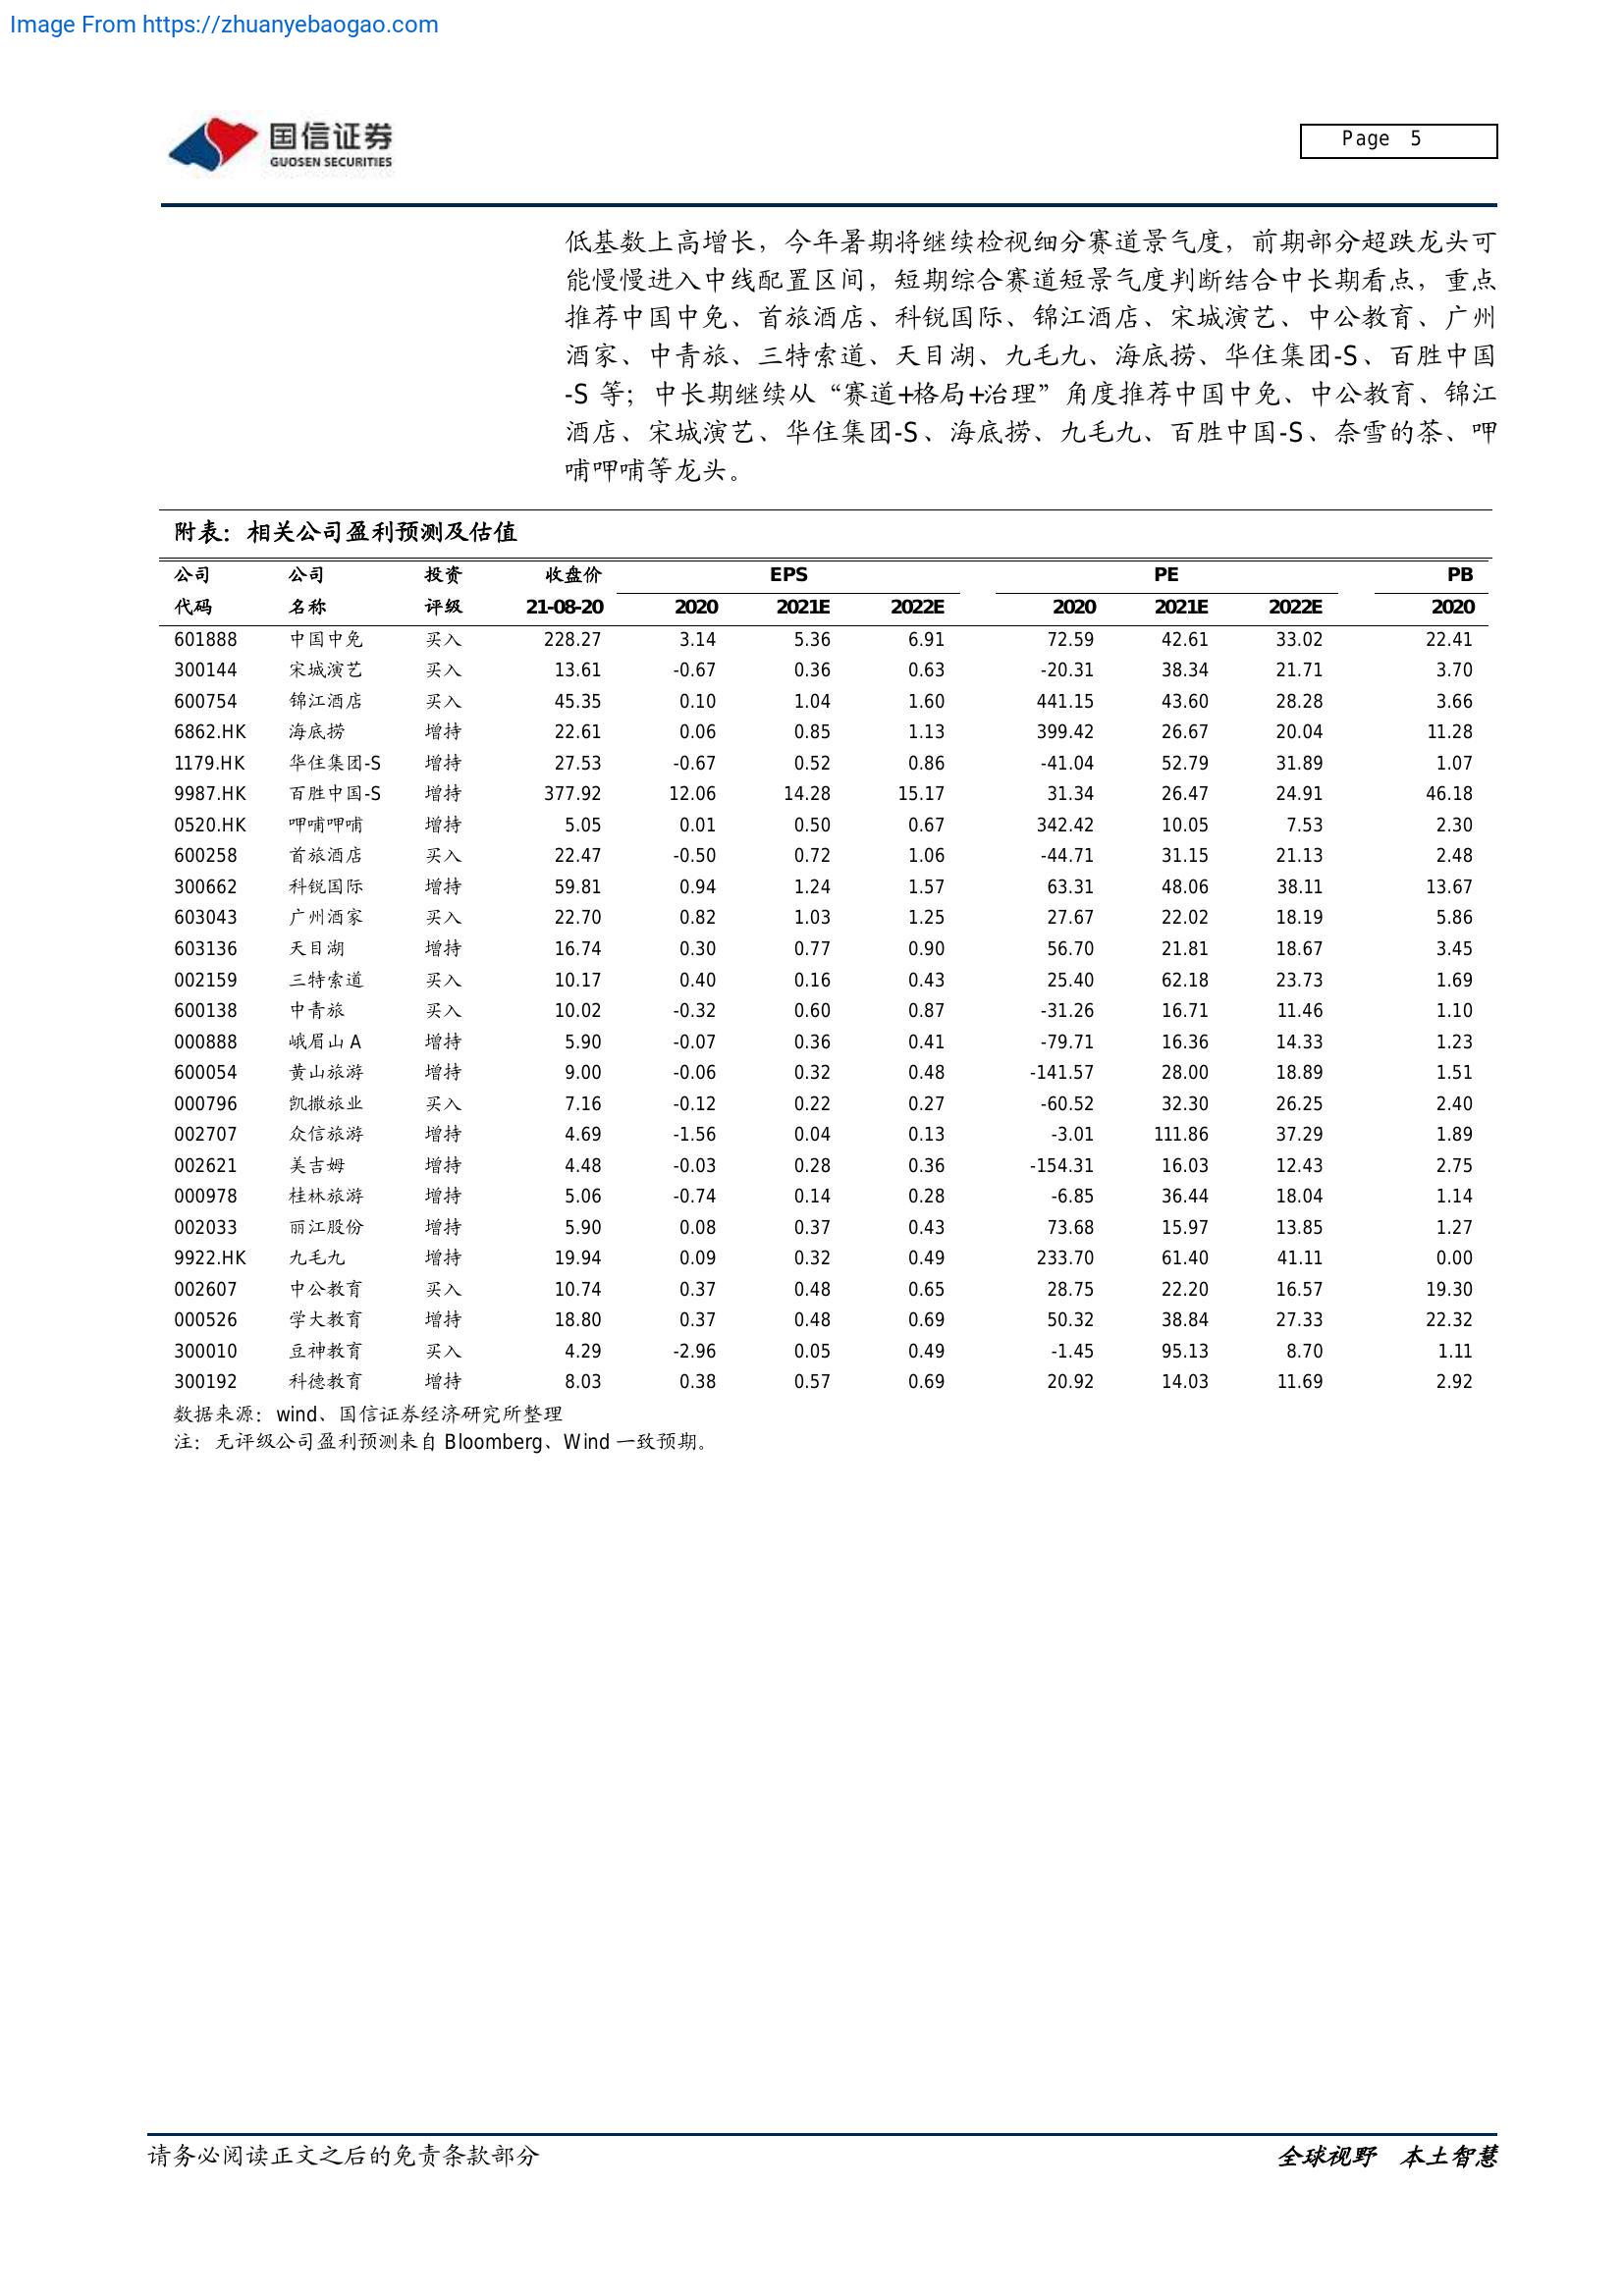 Image From https://zhuanyebaogao.com
国信证券
GUOSEN SECURITIES
Page 5
低基数上高增长，今年暑期将继续检视细分赛道景气度，前期部分超跌龙头可
能慢慢进入中线配置区间，短期综合赛道短景气度判断结合中长期看点，重点
推荐中国中免、首旅酒店、科锐国际、锦江酒店、宋城演艺、中公教育、广州
酒家、中青旅、三特索道、天目湖、九毛九、海底捞、华住集团-S、百胜中国
-S 等；中长期继续从“赛道+格局+治理”角度推荐中国中免、中公教育、锦江
酒店、宋城演艺、华住集团-S、海底捞、九毛九、百胜中国-S、奈雪的茶、呷
哺呷哺等龙头。
附表：相关公司盈利预测及估值
公司 公司 投资 收盘价 EPS PE PB
代码 名称 评级 21-08-20 2020 2021E 2022E 2020 2021E 2022E 2020
601888 中国中免 买入 228.27 3.14 5.36 6.91 72.59 42.61 33.02 22.41
300144 宋城演艺 买入 13.61 -0.67 0.36 0.63 -20.31 38.34 21.71 3.70
600754 锦江酒店 买入 45.35 0.10 1.04 1.60 441.15 43.60 28.28 3.66
6862.HK 海底捞 增持 22.61 0.06 0.85 1.13 399.42 26.67 20.04 11.28
1179.HK 华住集团-S 增持 27.53 -0.67 0.52 0.86 -41.04 52.79 31.89 1.07
9987.HK 百胜中国-S 增持 377.92 12.06 14.28 15.17 31.34 26.47 24.91 46.18
0520.HK 呷哺呷哺 增持 5.05 0.01 0.50 0.67 342.42 10.05 7.53 2.30
600258 首旅酒店 买入 22.47 -0.50 0.72 1.06 -44.71 31.15 21.13 2.48
300662 科锐国际 增持 59.81 0.94 1.24 1.57 63.31 48.06 38.11 13.67
603043 广州酒家 买入 22.70 0.82 1.03 1.25 27.67 22.02 18.19 5.86
603136 天目湖 增持 16.74 0.30 0.77 0.90 56.70 21.81 18.67 3.45
002159 三特索道 买入 10.17 0.40 0.16 0.43 25.40 62.18 23.73 1.69
600138 中青旅 买入 10.02 -0.32 0.60 0.87 -31.26 16.71 11.46 1.10
000888 峨眉山 A 增持 5.90 -0.07 0.36 0.41 -79.71 16.36 14.33 1.23
600054 黄山旅游 增持 9.00 -0.06 0.32 0.48 -141.57 28.00 18.89 1.51
000796 凯撒旅业 买入 7.16 -0.12 0.22 0.27 -60.52 32.30 26.25 2.40
002707 众信旅游 增持 4.69 -1.56 0.04 0.13 -3.01 111.86 37.29 1.89
002621 美吉姆 增持 4.48 -0.03 0.28 0.36 -154.31 16.03 12.43 2.75
000978 桂林旅游 增持 5.06 -0.74 0.14 0.28 -6.85 36.44 18.04 1.14
002033 丽江股份 增持 5.90 0.08 0.37 0.43 73.68 15.97 13.85 1.27
9922.HK 九毛九 增持 19.94 0.09 0.32 0.49 233.70 61.40 41.11 0.00
002607 中公教育 买入 10.74 0.37 0.48 0.65 28.75 22.20 16.57 19.30
000526 学大教育 增持 18.80 0.37 0.48 0.69 50.32 38.84 27.33 22.32
300010 豆神教育 买入 4.29 -2.96 0.05 0.49 -1.45 95.13 8.70 1.11
300192 科德教育 增持 8.03 0.38 0.57 0.69 20.92 14.03 11.69 2.92
数据来源：wind、国信证券经济研究所整理
注：无评级公司盈利预测来自 Bloomberg、Wind 一致预期。
请务必阅读正文之后的免责条款部分 全球视野 本土智慧